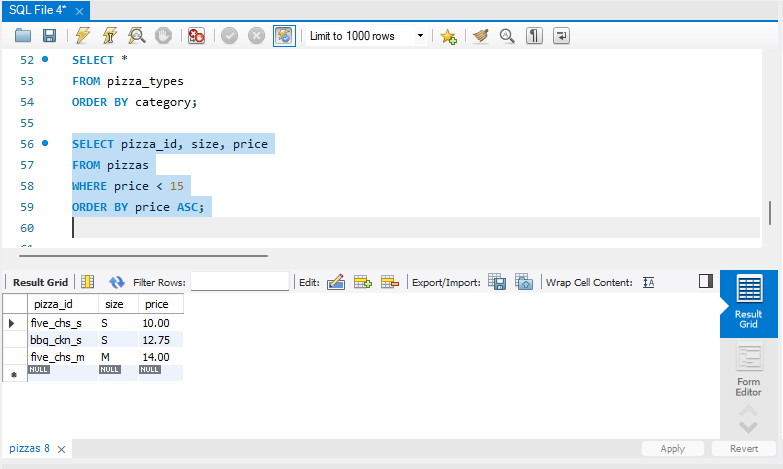 SQL File 4*
Limit to 1000 rows
52 SELECT *
53 FROM pizza_types
54 ORDER BY category;
55
56 SELECT pizza_id, size, price
57 FROM pizzas
58 WHERE price < 15
59 ORDER BY price ASC;
60
Result Grid Filter Rows: Edit: Export/Import: Wrap Cell Content:
pizza_id size price
five_chs_s S 10.00
bbq_ckn_s S 12.75
five_chs_m M 14.00
NULL NULL NULL
Result
Grid
Form
Editor
pizzas 8 Apply Revert